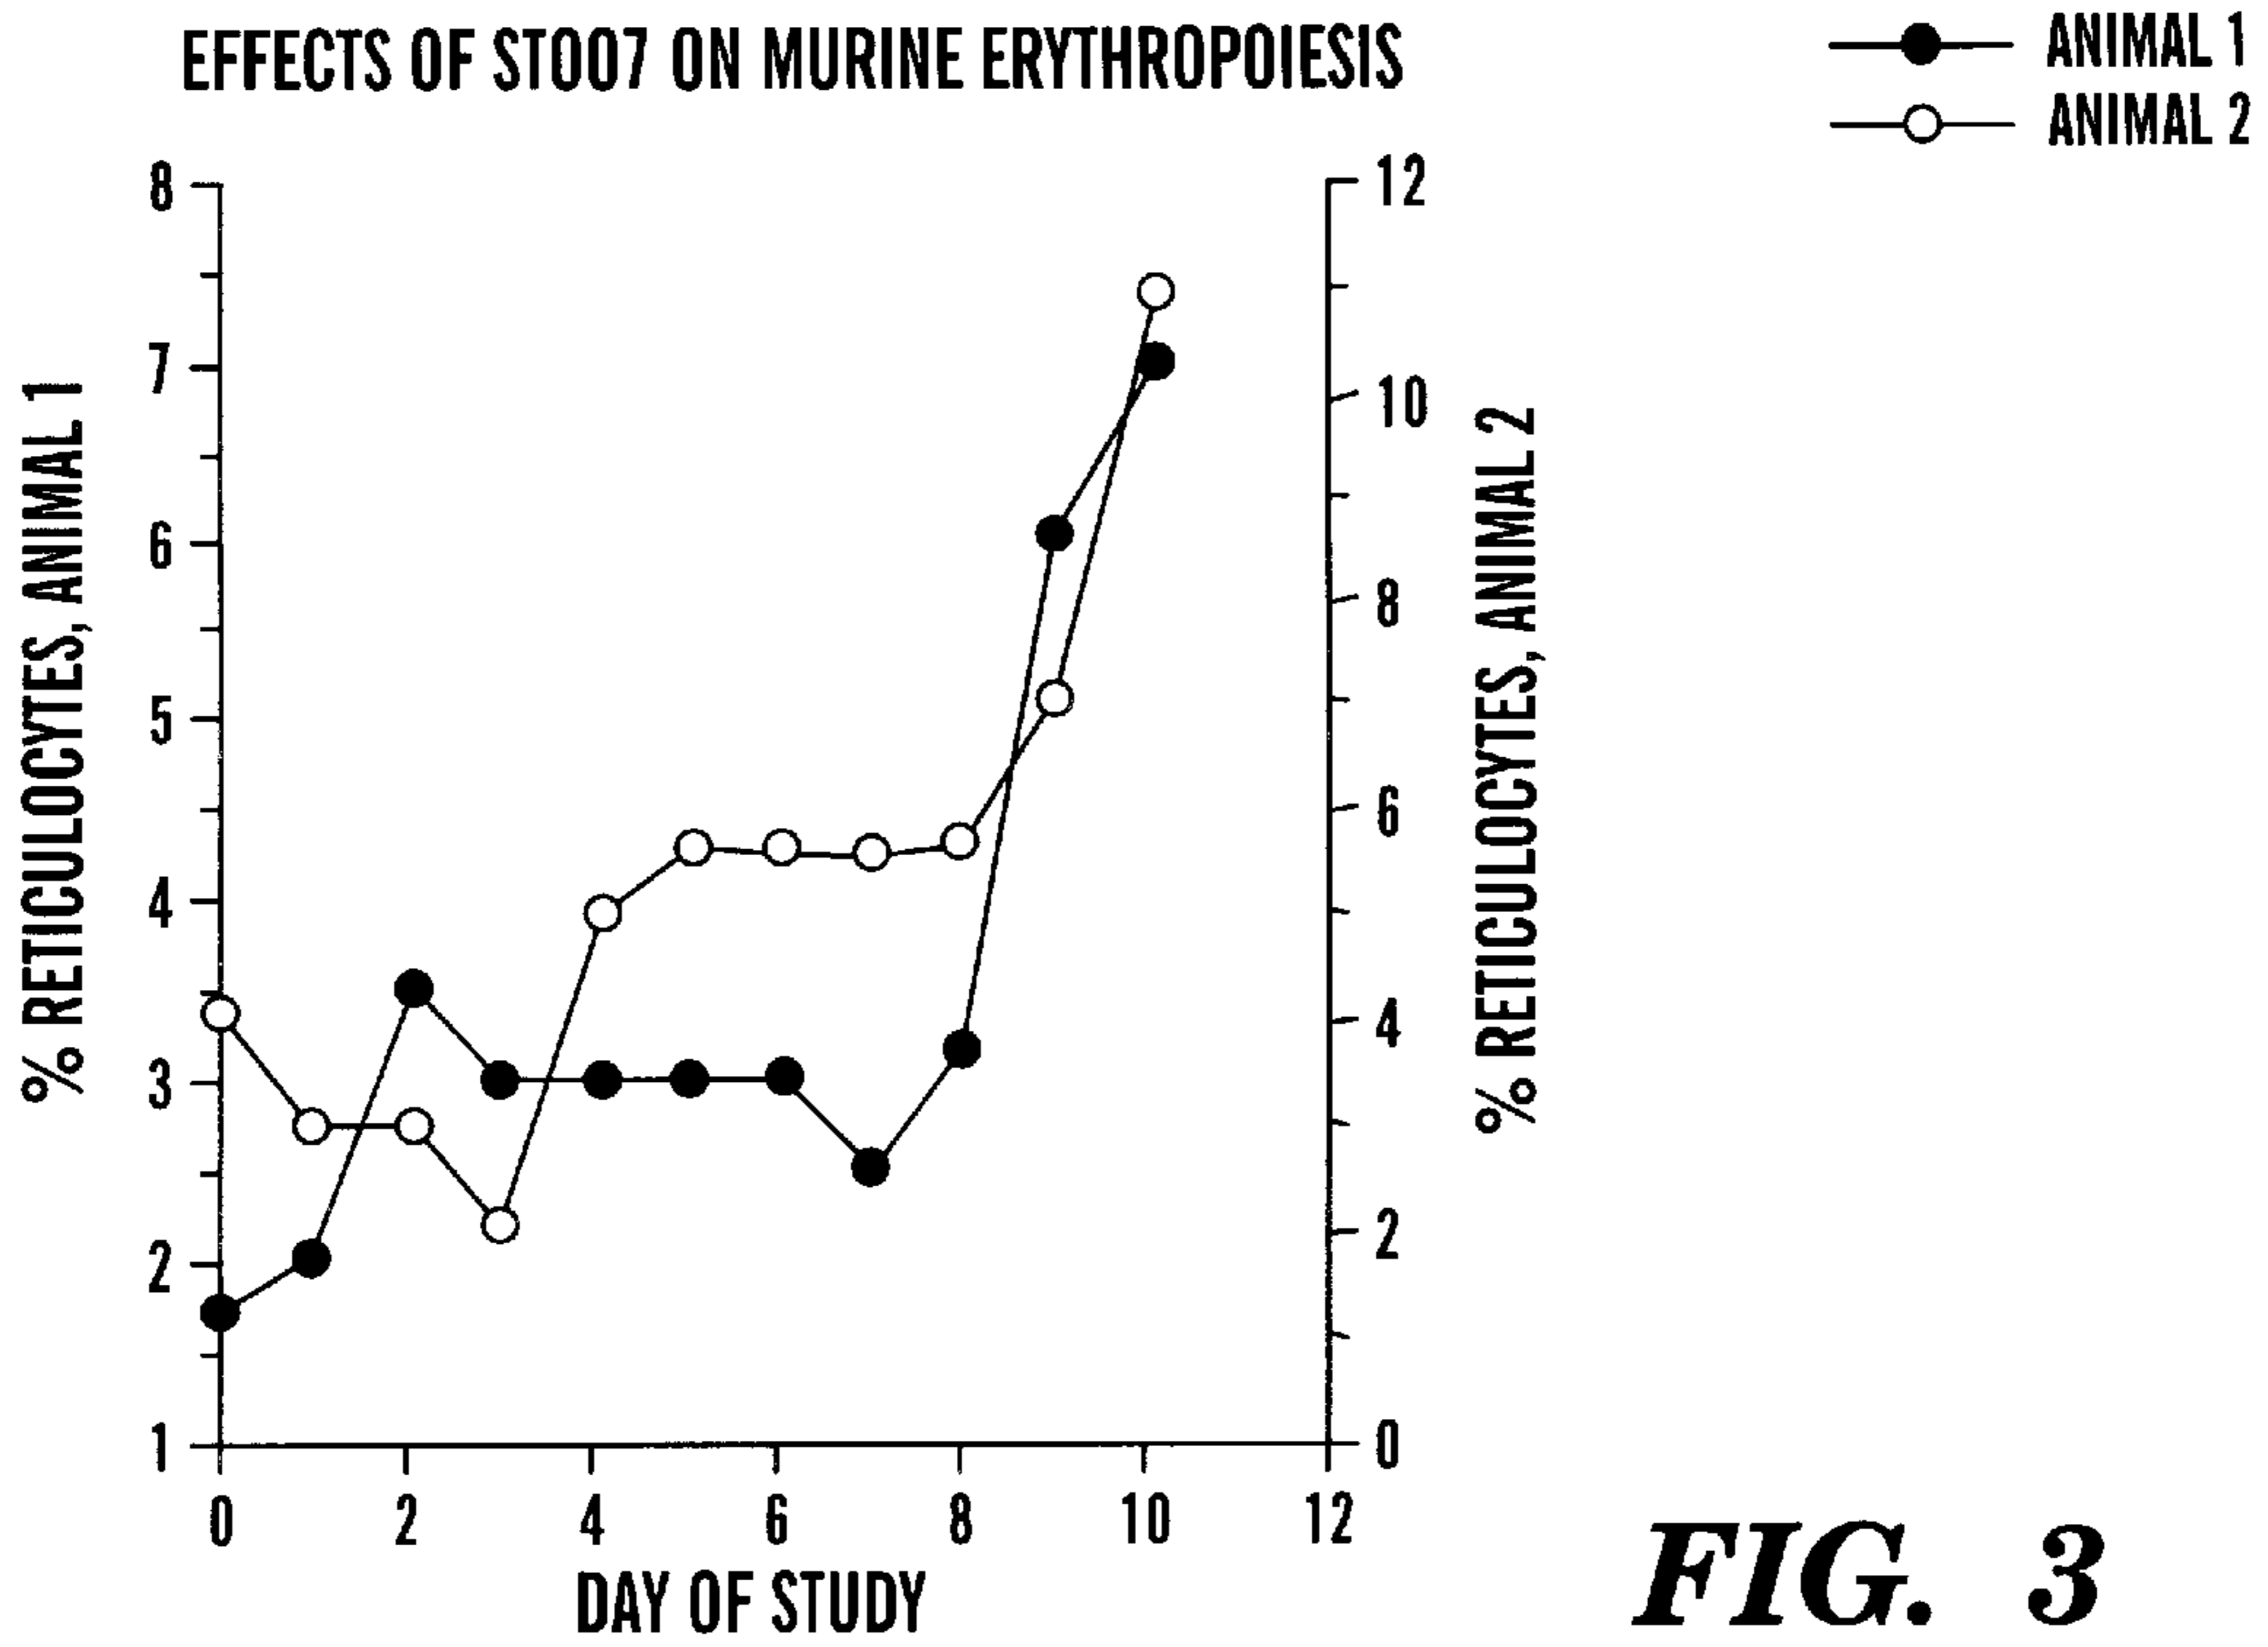 EFFECTS OF ST007 ON MURINE ERYTHROPOIESIS
ANIMAL 1
ANIMAL 2
% RETICULOCYTES, ANIMAL 1
8
7
6
5
4
3
2
1
12
10
8
6
4
2
0
% RETICULOCYTES, ANIMAL 2
0 2 4 6 8 10 12
DAY OF STUDY
FIG. 3